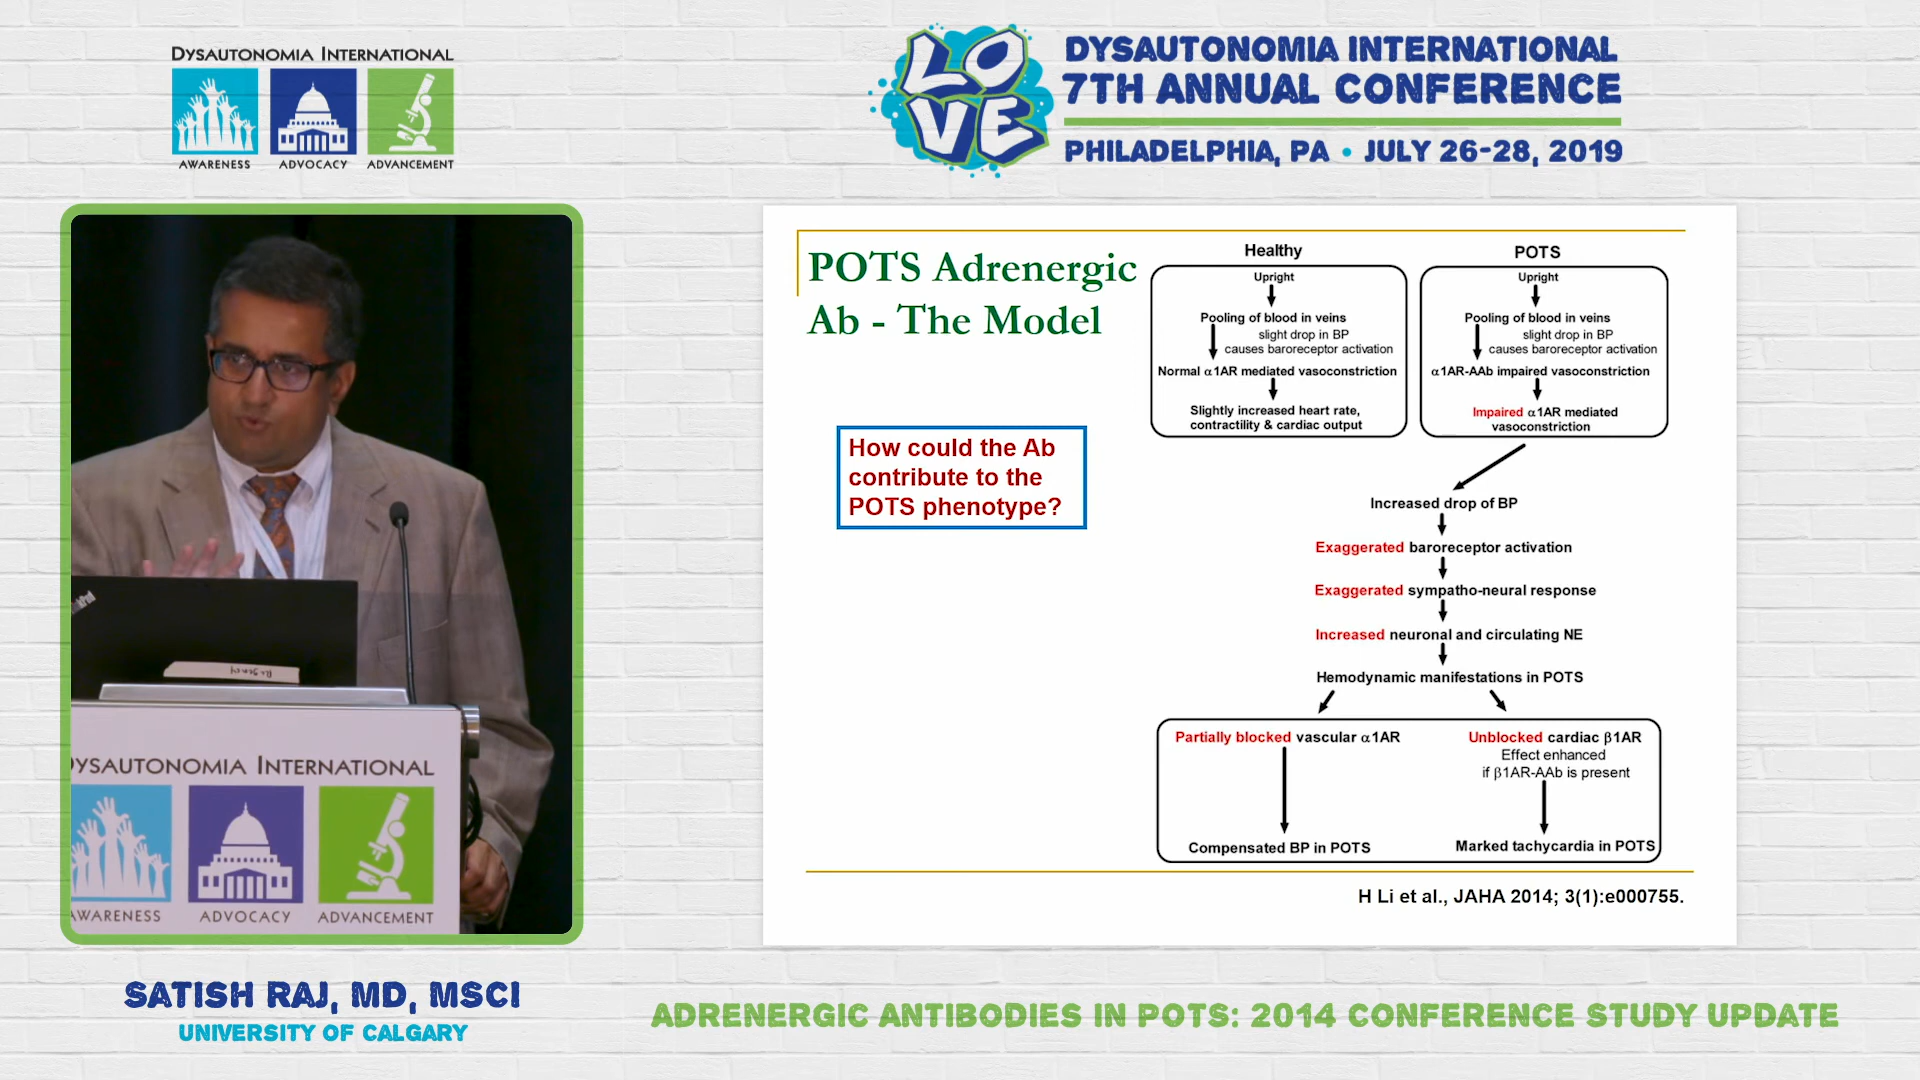 DYSAUTONOMIA INTERNATIONAL
AWARENESS ADVOCACY ADVANCEMENT
LOVE
DYSAUTONOMIA INTERNATIONAL
7TH ANNUAL CONFERENCE
PHILADELPHIA, PA • JULY 26-28, 2019
POTS Adrenergic
Ab - The Model
How could the Ab
contribute to the
POTS phenotype?
Healthy
Upright
Pooling of blood in veins
slight drop in BP
causes baroreceptor activation
Normal α1AR mediated vasoconstriction
Slightly increased heart rate,
contractility & cardiac output
POTS
Upright
Pooling of blood in veins
slight drop in BP
causes baroreceptor activation
α1AR-AAb impaired vasoconstriction
Impaired α1AR mediated
vasoconstriction
Increased drop of BP
Exaggerated baroreceptor activation
Exaggerated sympatho-neural response
Increased neuronal and circulating NE
Hemodynamic manifestations in POTS
Partially blocked vascular α1AR
Compensated BP in POTS
Unblocked cardiac β1AR
Effect enhanced
if β1AR-AAb is present
Marked tachycardia in POTS
H Li et al., JAHA 2014; 3(1):e000755.
YSAUTONOMIA INTERNATIONAL
AWARENESS ADVOCACY ADVANCEMENT
SATISH RAJ, MD, MSCI
UNIVERSITY OF CALGARY
ADRENERGIC ANTIBODIES IN POTS: 2014 CONFERENCE STUDY UPDATE